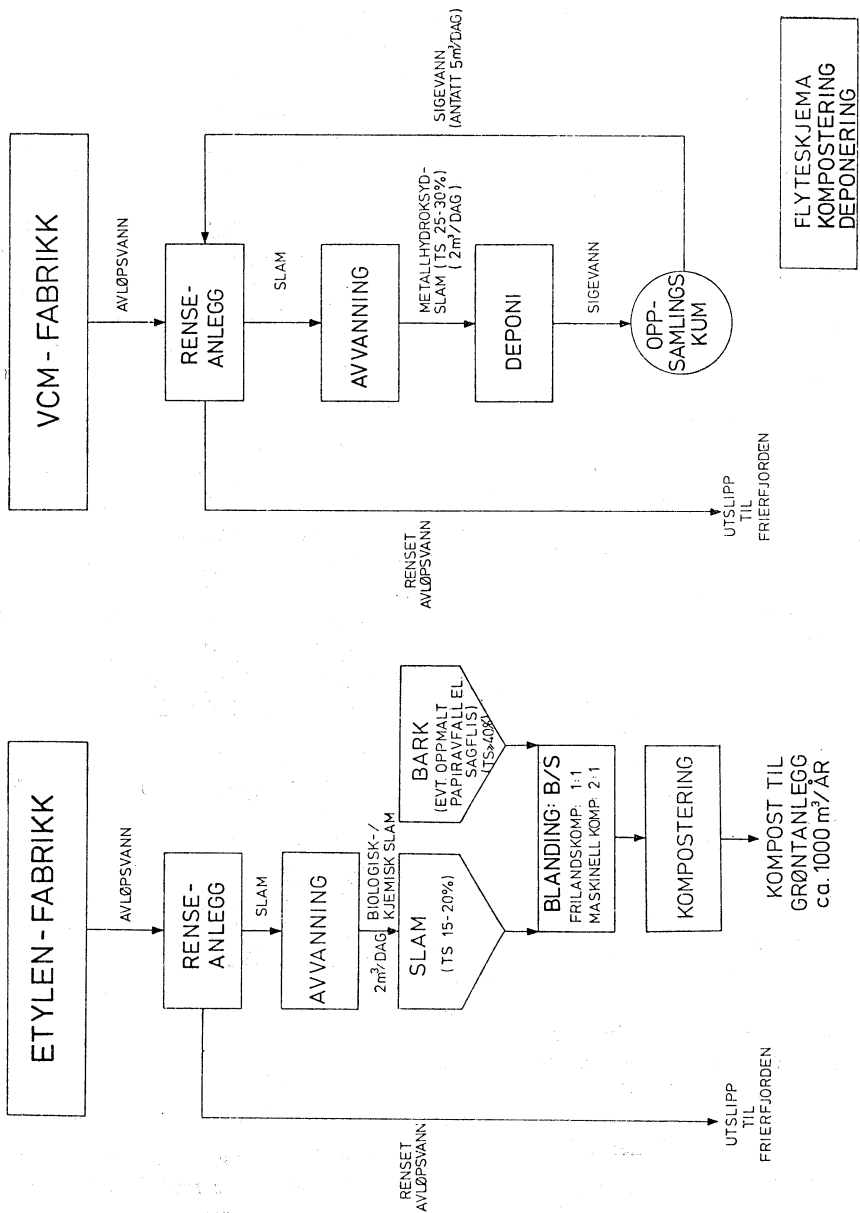 ETYLEN-FABRIKK
AVLØPSVANN
RENSE-
ANLEGG
RENSET
AVLØPSVANN
SLAM
AVVANNING
2m³/DAG
BIOLOGISK-/
KJEMISK SLAM
SLAM
(TS 15-20%)
BARK
(EVT. OPPMALT
PAPIRAVFALL EL.
SAGFLIS)
(TS>40%)
BLANDING: B/S
FRILANDSKOMP: 1:1
MASKINELL KOMP: 2:1
KOMPOSTERING
KOMPOST TIL
GRØNTANLEGG
ca. 1000 m³/ÅR
UTSLIPP
TIL
FRIERFJORDEN
VCM-FABRIKK
AVLØPSVANN
RENSE-
ANLEGG
RENSET
AVLØPSVANN
SLAM
AVVANNING
METALLHYDROKSYD-
SLAM (TS 25-30%)
(2m³/DAG)
DEPONI
SIGEVANN
OPP-
SAMLINGS
KUM
SIGEVANN
(ANTATT 5m³/DAG)
UTSLIPP
TIL
FRIERFJORDEN
FLYTESKJEMA
KOMPOSTERING
DEPONERING